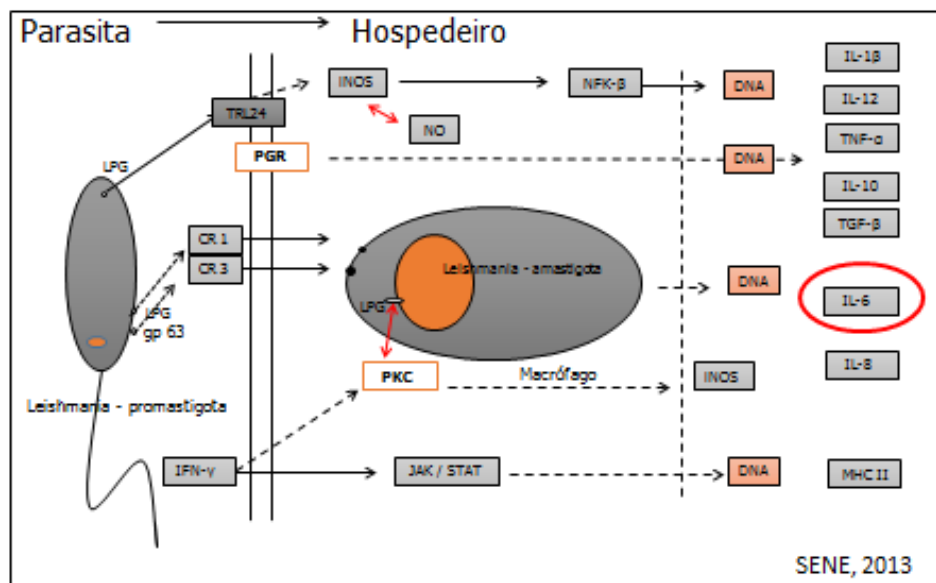 Parasita
Hospedeiro
IL-1β
INOS
NFK-β
DNA
IL-12
TRL24
NO
TNF-α
LPG
PGR
DNA
IL-10
TGF-β
CR 1
CR 3
Leishmania - amastigota
DNA
LPG
IL-6
LPG
gp 63
PKC
Macrófago
INOS
IL-8
Leishmania - promastigota
IFN-γ
JAK / STAT
DNA
MHC II
SENE, 2013